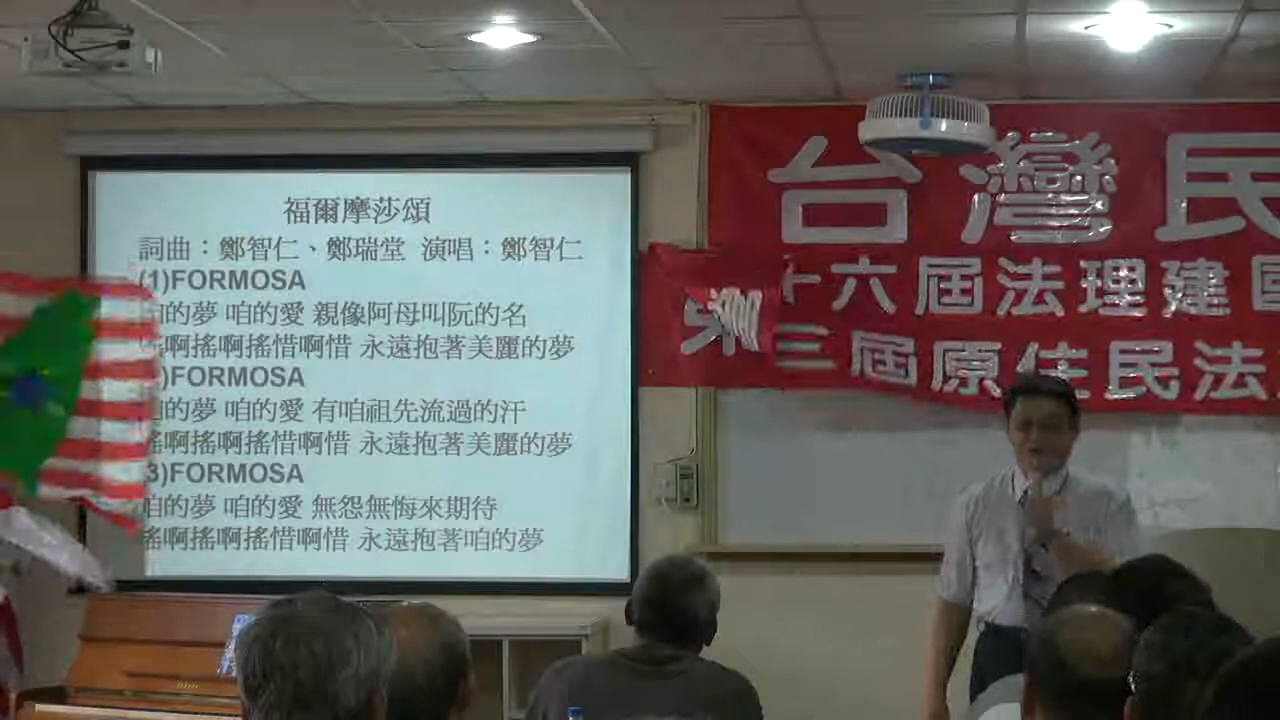 福爾摩莎頌
詞曲：鄭智仁、鄭瑞堂 演唱：鄭智仁
(1)FORMOSA
的夢 咱的愛 親像阿母叫阮的名
啊搖啊搖惜啊惜 永遠抱著美麗的夢
)FORMOSA
的夢 咱的愛 有咱祖先流過的汗
搖啊搖啊搖惜啊惜 永遠抱著美麗的夢
3)FORMOSA
咱的夢 咱的愛 無怨無悔來期待
搖啊搖啊搖惜啊惜 永遠抱著咱的夢
台灣民
十六屆法理建國
三屆原住民法